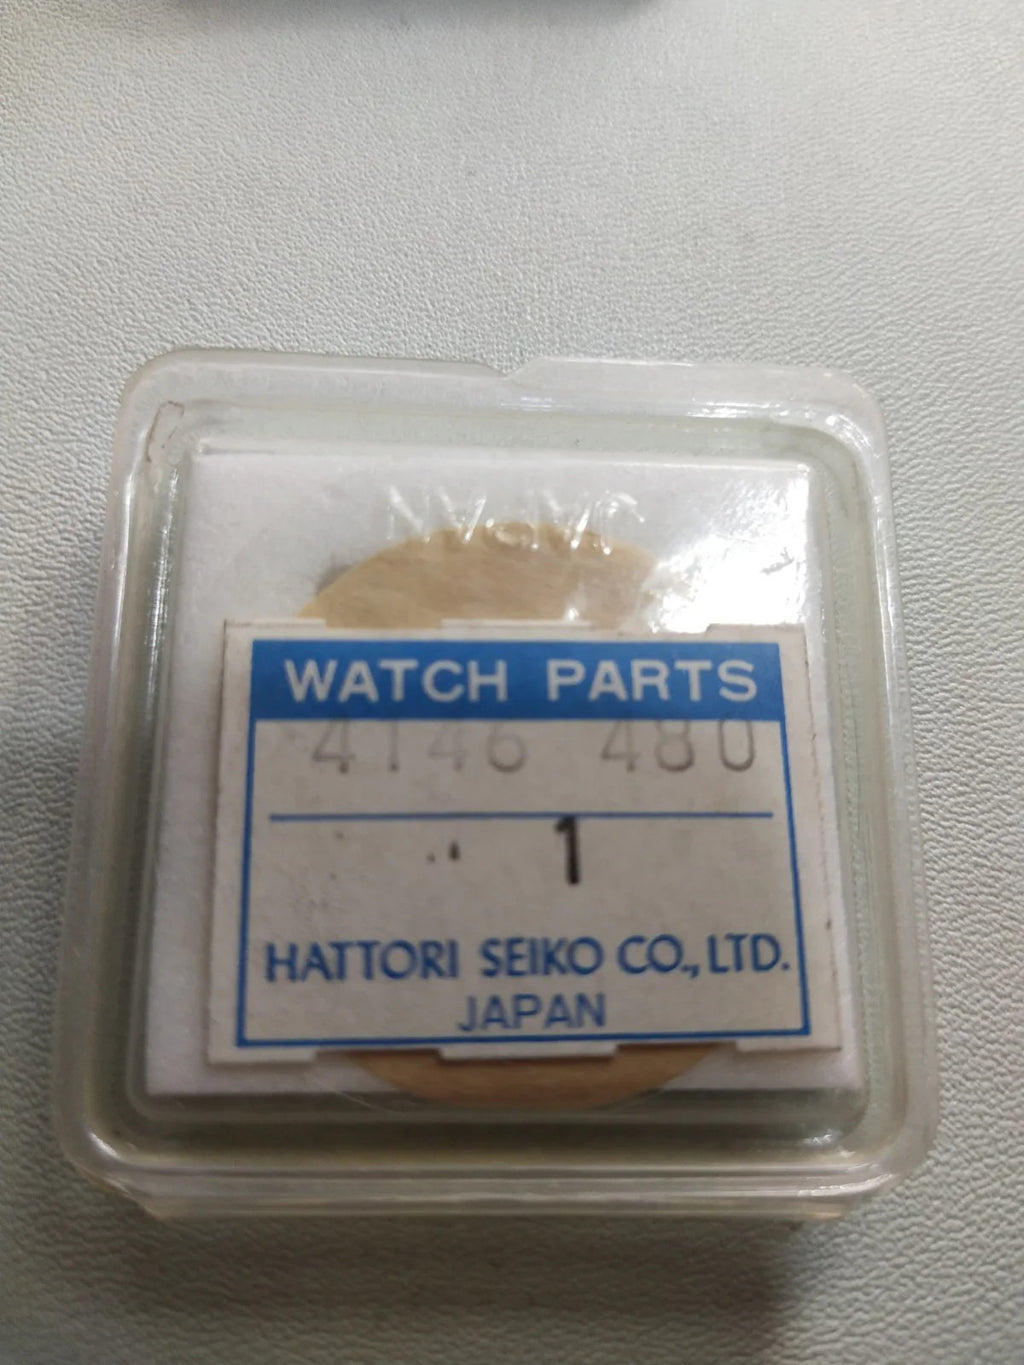 WATCH PARTS
4146 480
1
HATTORI SEIKO CO., LTD.
JAPAN